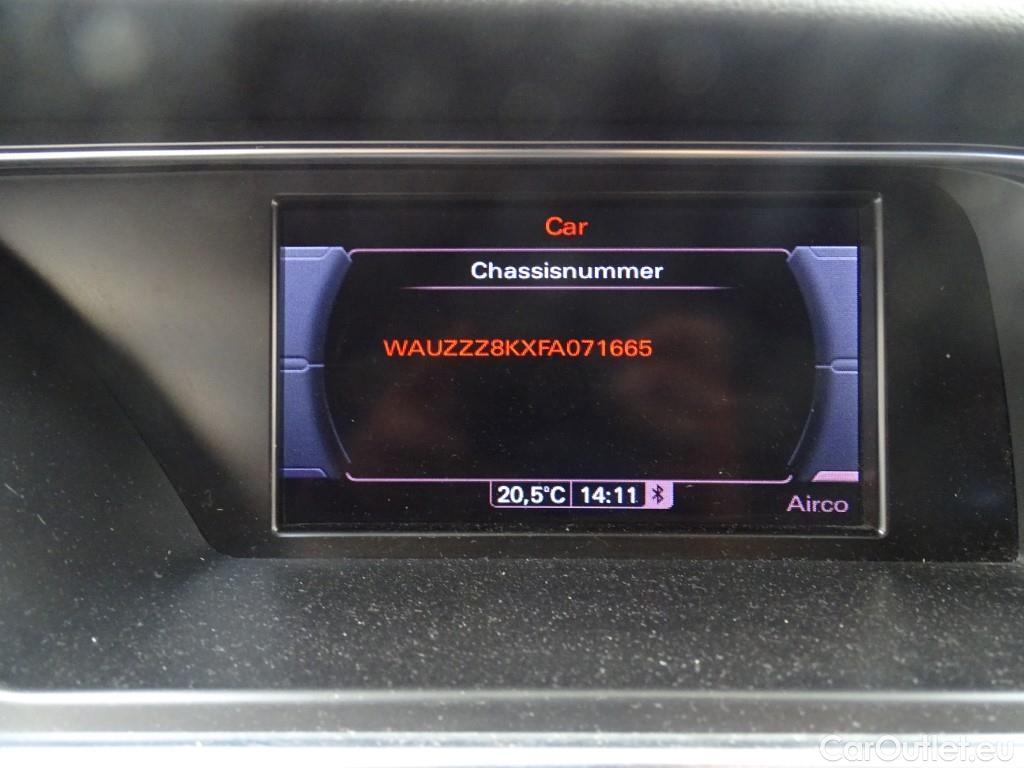 Car
Chassisnummer
WAUZZZ8KXFA071665
20,5°C 14:11
Airco
CarOutlet.eu